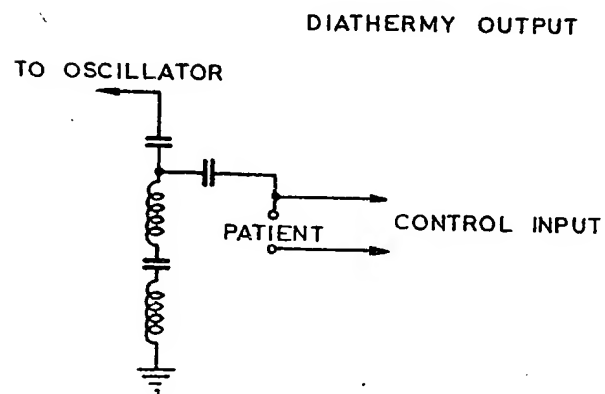 DIATHERMY OUTPUT
TO OSCILLATOR
PATIENT
CONTROL INPUT